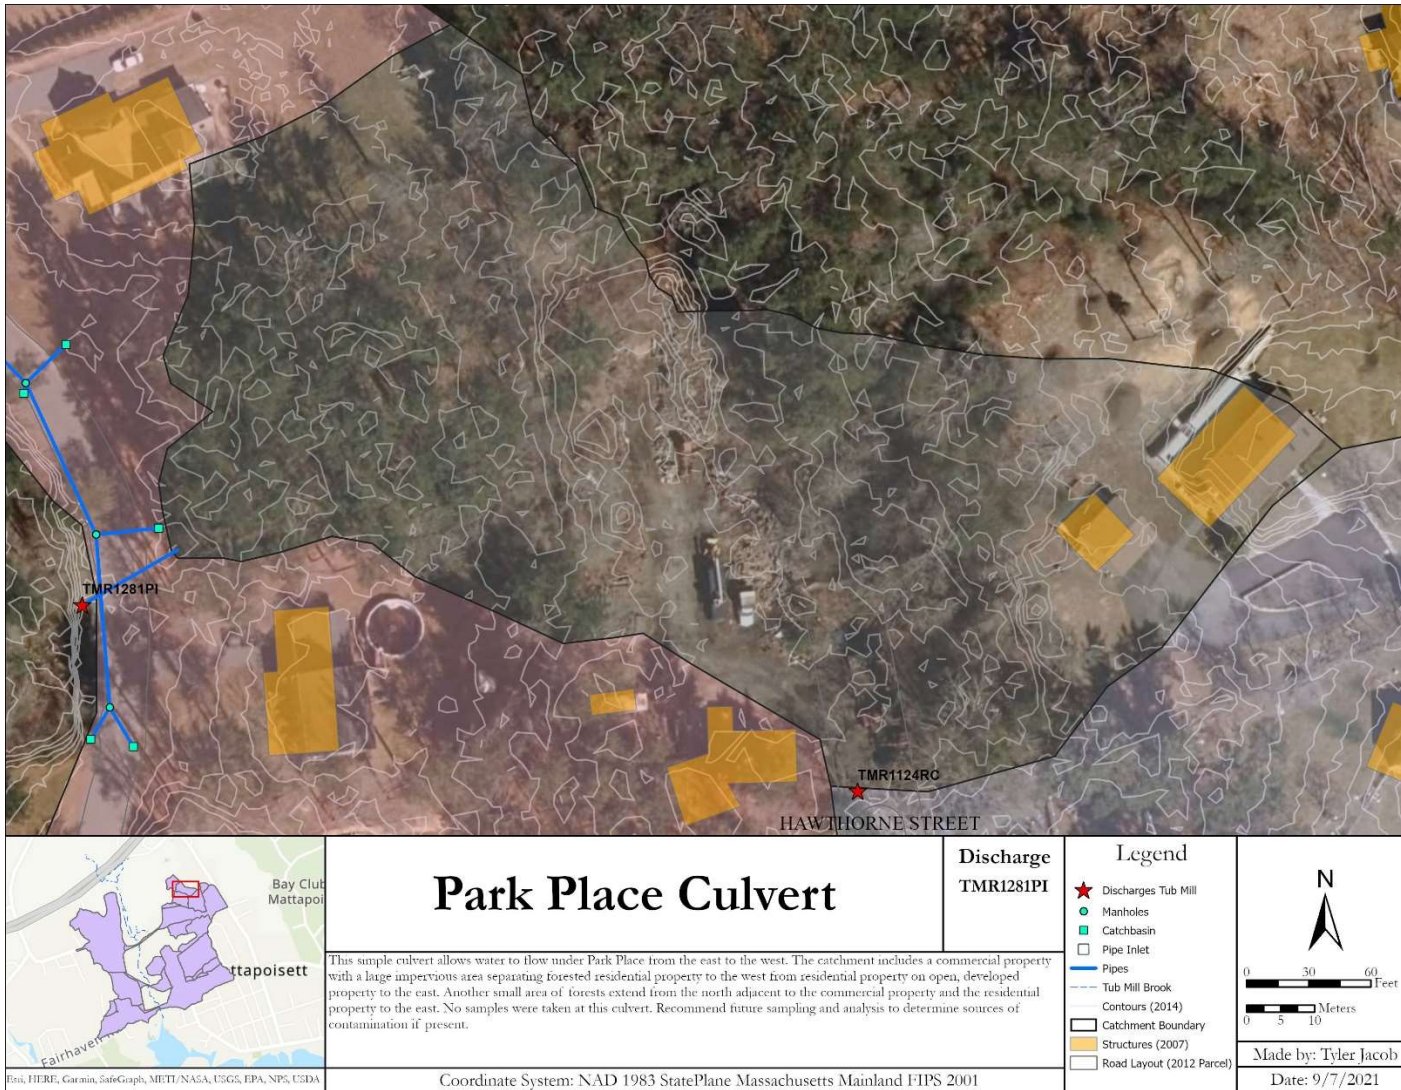 TMR1281PI
TMR1124RC
HAWTHORNE STREET
Bay Club
Mattapoi
ttapoisett
Fairhaven
Esri, HERE, Garmin, SafeGraph, METI/NASA, USGS, EPA, NPS, USDA
Park Place Culvert
Discharge
TMR1281PI
This simple culvert allows water to flow under Park Place from the east to the west. The catchment includes a commercial property
with a large impervious area separating forested residential property to the west from residential property on open, developed
property to the east. Another small area of forests extend from the north adjacent to the commercial property and the residential
property to the east. No samples were taken at this culvert. Recommend future sampling and analysis to determine sources of
contamination if present.
Coordinate System: NAD 1983 StatePlane Massachusetts Mainland FIPS 2001
Legend
Discharges Tub Mill
Manholes
Catchbasin
Pipe Inlet
Pipes
Tub Mill Brook
Contours (2014)
Catchment Boundary
Structures (2007)
Road Layout (2012 Parcel)
N
0 30 60
Feet
Meters
0 5 10
Made by: Tyler Jacob
Date: 9/7/2021